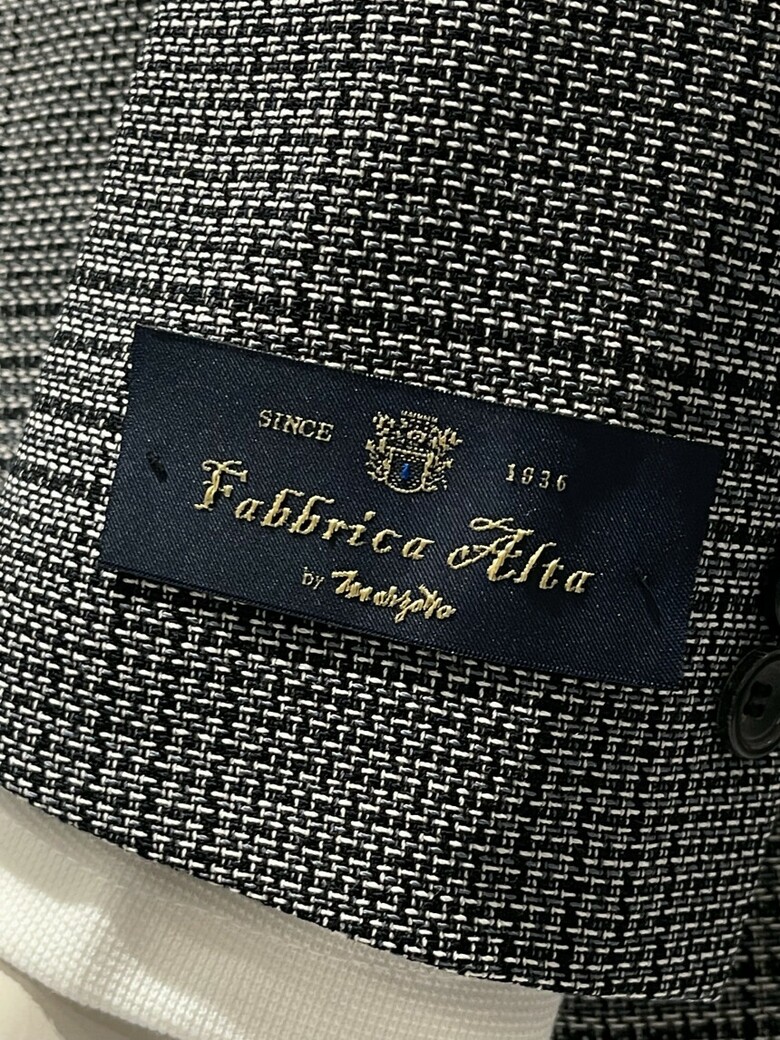 SINCE 1936
Fabbrica Alta
by Marzotto